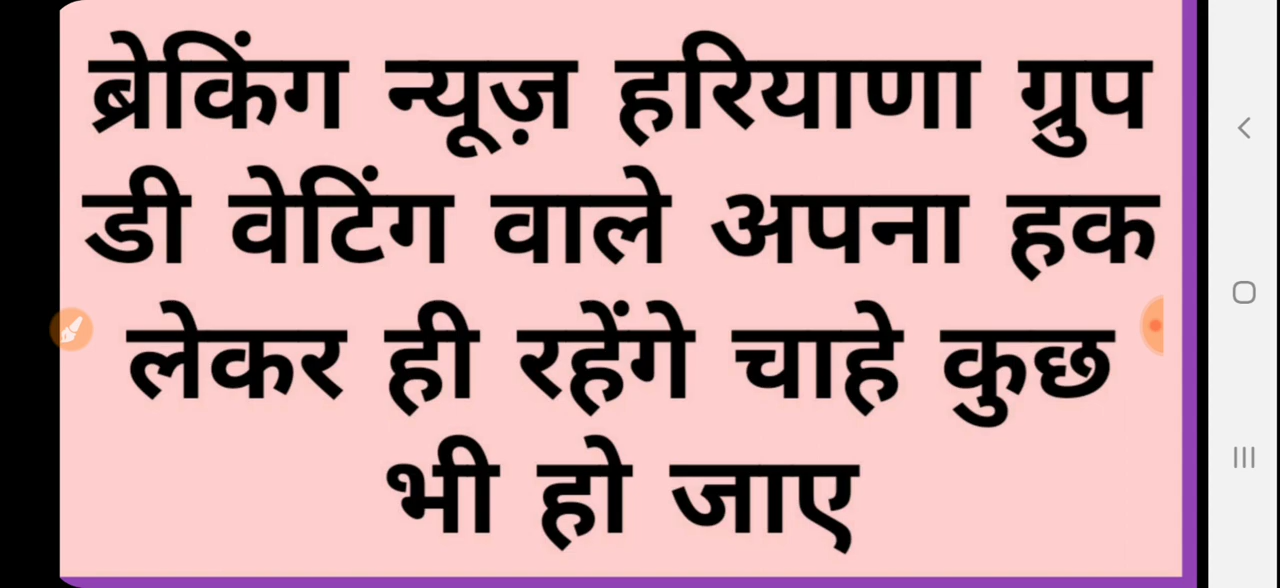 ब्रेकिंग न्यूज़ हरियाणा ग्रुप
डी वेटिंग वाले अपना हक
लेकर ही रहेंगे चाहे कुछ
भी हो जाए